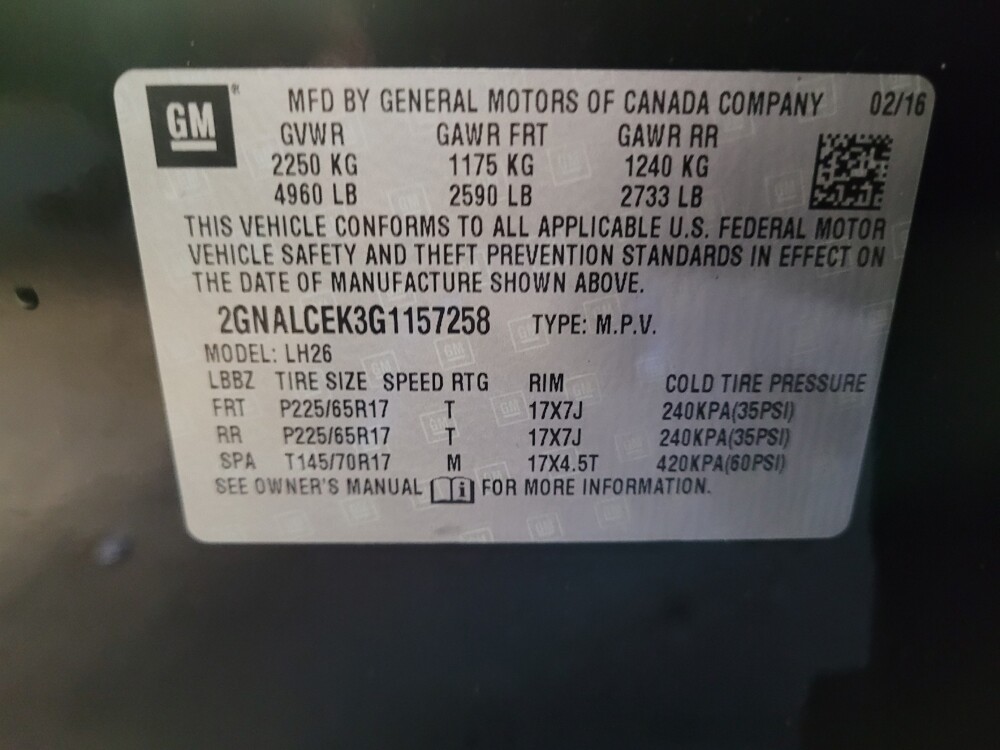 GM MFD BY GENERAL MOTORS OF CANADA COMPANY 02/16
GVWR GAWR FRT GAWR RR
2250 KG 1175 KG 1240 KG
4960 LB 2590 LB 2733 LB
THIS VEHICLE CONFORMS TO ALL APPLICABLE U.S. FEDERAL MOTOR
VEHICLE SAFETY AND THEFT PREVENTION STANDARDS IN EFFECT ON
THE DATE OF MANUFACTURE SHOWN ABOVE.
2GNALCEK3G1157258 TYPE: M.P.V.
MODEL: LH26
LBBZ TIRE SIZE SPEED RTG RIM COLD TIRE PRESSURE
FRT P225/65R17 T 17X7J 240KPA(35PSI)
RR P225/65R17 T 17X7J 240KPA(35PSI)
SPA T145/70R17 M 17X4.5T 420KPA(60PSI)
SEE OWNER'S MANUAL i FOR MORE INFORMATION.